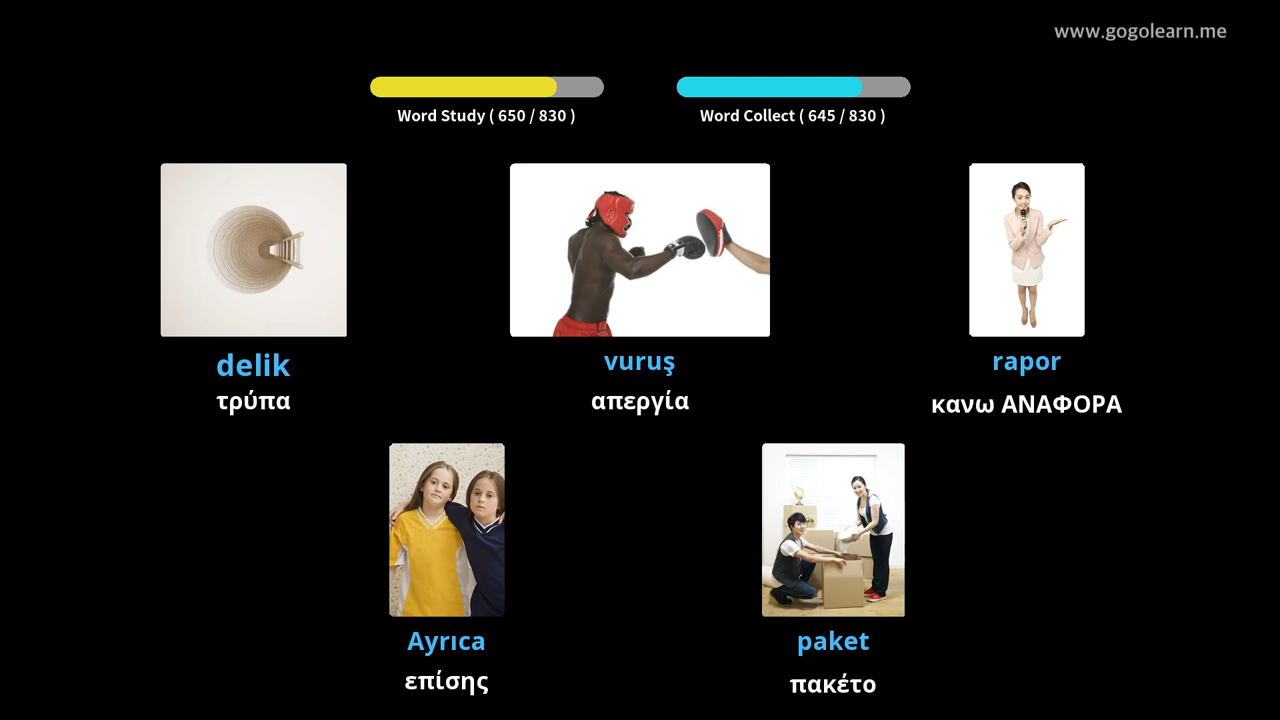 www.gogolearn.me
Word Study ( 650 / 830 )
Word Collect ( 645 / 830 )
delik
τρύπα
vuruş
απεργία
rapor
κανω ΑΝΑΦΟΡΑ
Ayrıca
επίσης
paket
πακέτο